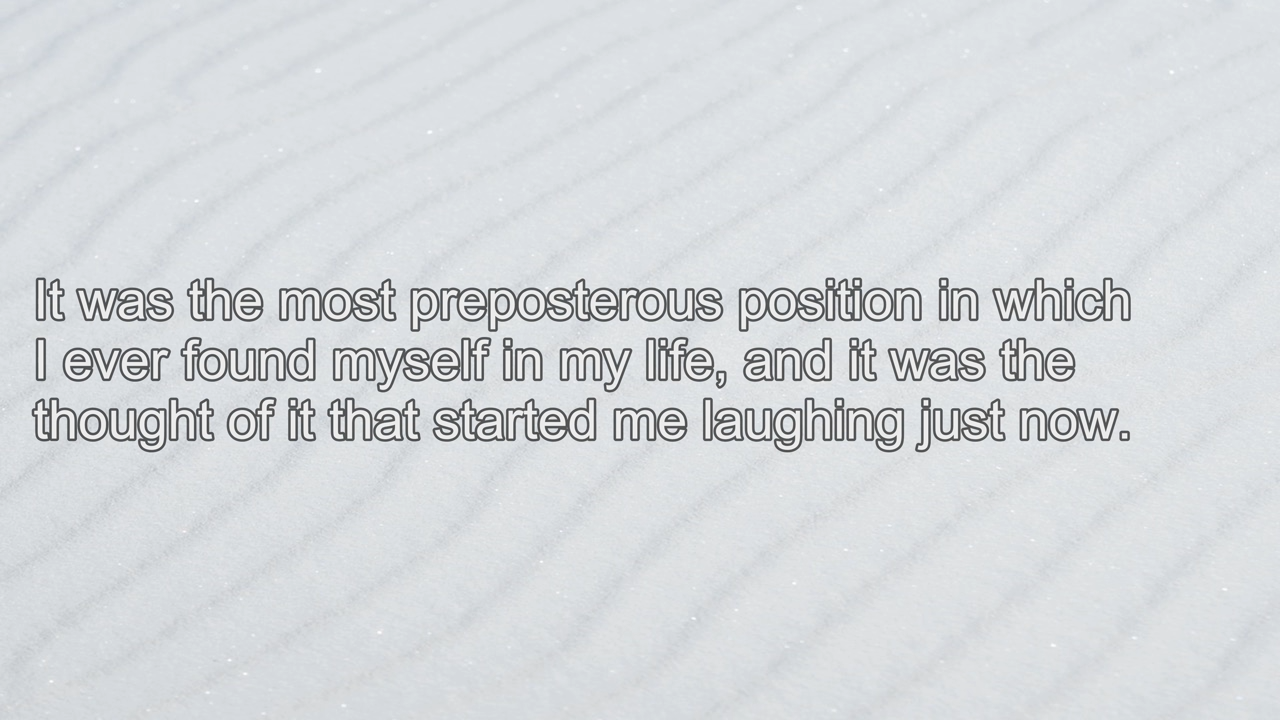 It was the most preposterous position in which
I ever found myself in my life, and it was the
thought of it that started me laughing just now.